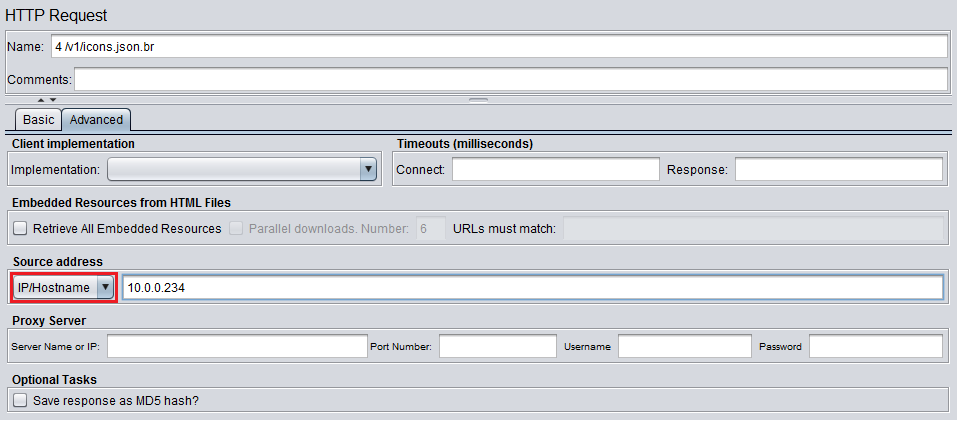 HTTP Request
Name: 4 /v1/icons.json.br
Comments:
Basic Advanced
Client implementation Timeouts (milliseconds)
Implementation: Connect: Response:
Embedded Resources from HTML Files
Retrieve All Embedded Resources Parallel downloads. Number: 6 URLs must match:
Source address
IP/Hostname 10.0.0.234
Proxy Server
Server Name or IP: Port Number: Username Password
Optional Tasks
Save response as MD5 hash?